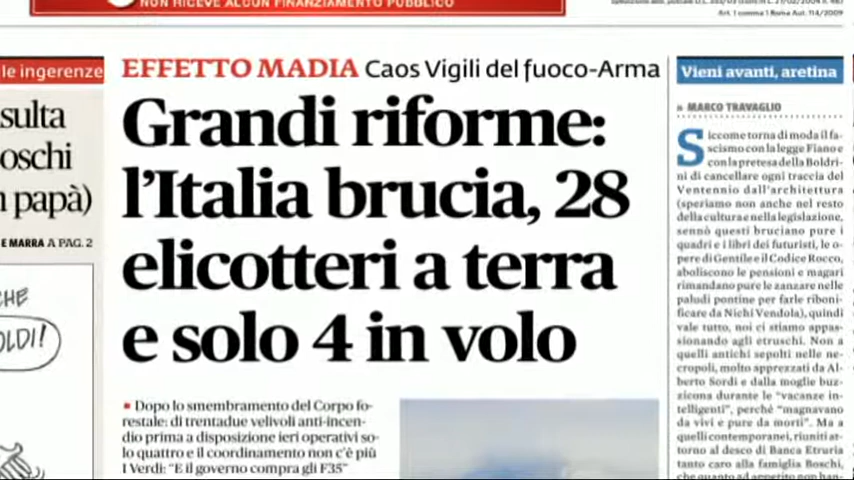 NON RICEVE ALCUN FINANZIAMENTO PUBBLICO
Art. 1 comma 1 Roma Aut. 114/2009
le ingerenze
sulta
oschi
n papà)
E MARRA A PAG. 2
CHE
OLDI!
EFFETTO MADIA Caos Vigili del fuoco-Arma
Grandi riforme:
l'Italia brucia, 28
elicotteri a terra
e solo 4 in volo
▪ Dopo lo smembramento del Corpo fo-
restale: di trentadue velivoli anti-incen-
dio prima a disposizione ieri operativi so-
lo quattro e il coordinamento non c'è più
I Verdi: "E il governo compra gli F35"
Vieni avanti, aretina
» MARCO TRAVAGLIO
Siccome torna di moda il fa-
scismo con la legge Fiano e
con la pretesa della Boldri-
ni di cancellare ogni traccia del
Ventennio dall'architettura
(speriamo non anche nel resto
della cultura e nella legislazione,
sennò questi bruciano pure i
quadri e i libri dei futuristi, le o-
pere di Gentile e il Codice Rocco,
aboliscono le pensioni e magari
rimandano pure le zanzare nelle
paludi pontine per farle riboni-
ficare da Nichi Vendola), quindi
vale tutto, noi ci stiamo appas-
sionando agli etruschi. Non a
quelli antichi sepolti nelle ne-
cropoli, molto apprezzati da Al-
berto Sordi e dalla moglie buz-
zicona durante le "vacanze in-
telligenti", perché "magnavano
da vivi e pure da morti". Ma a
quelli contemporanei, riuniti at-
torno al desco di Banca Etruria
tanto caro alla famiglia Boschi,